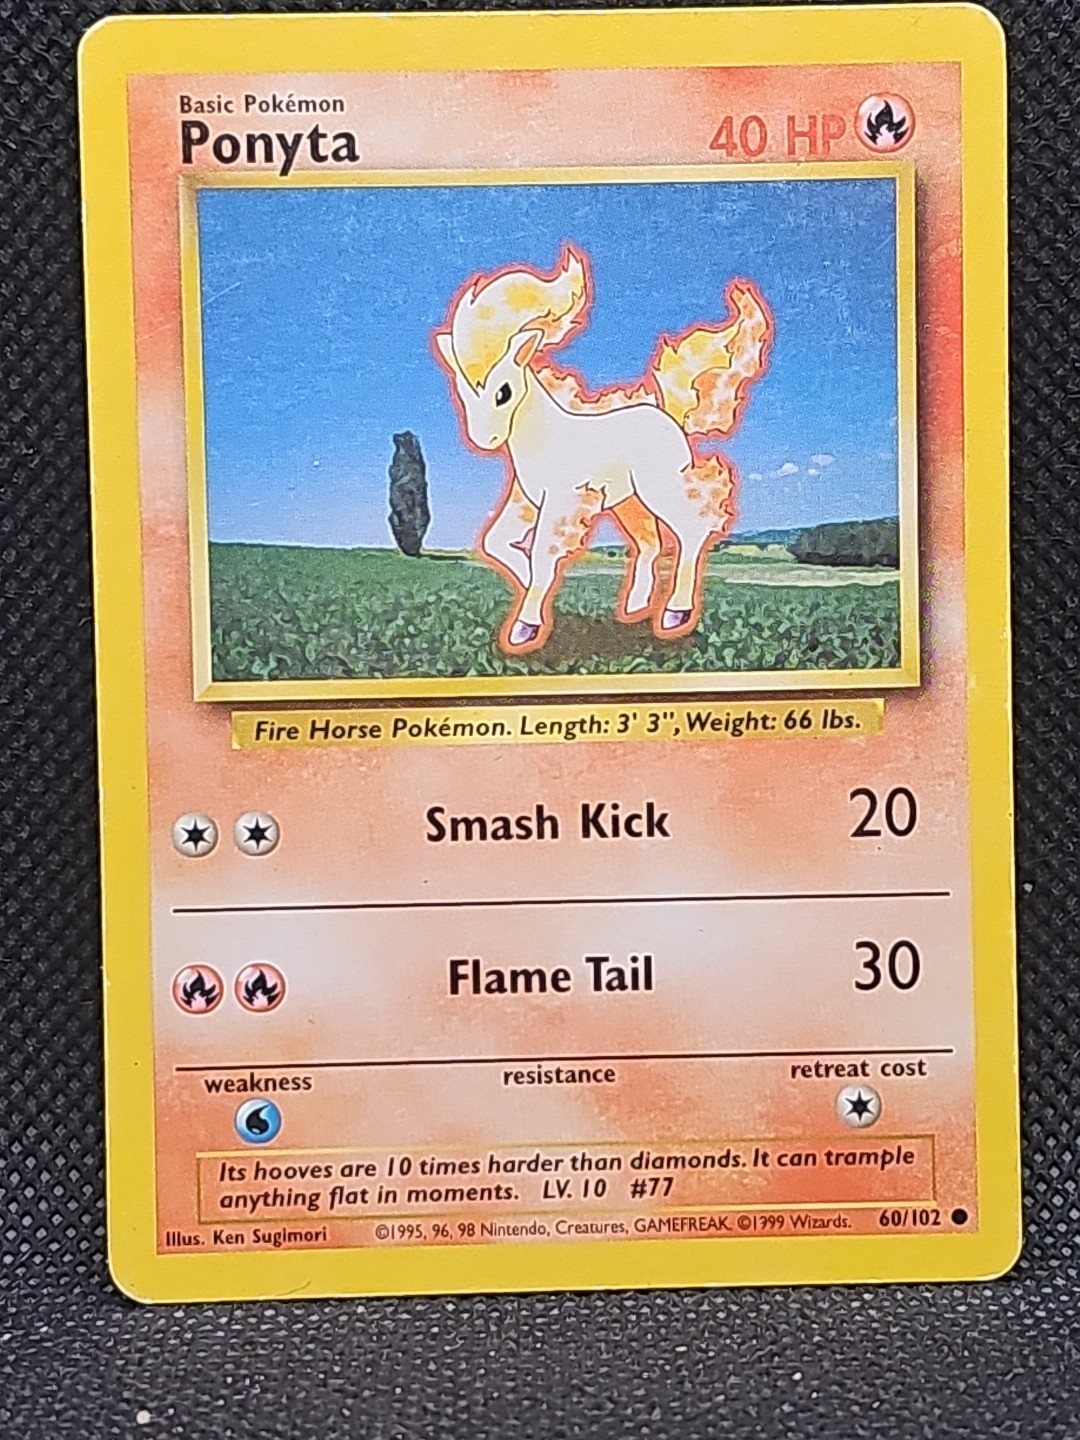 Basic Pokémon
Ponyta 40 HP
Fire Horse Pokémon. Length: 3' 3", Weight: 66 lbs.
Smash Kick 20
Flame Tail 30
weakness resistance retreat cost
Its hooves are 10 times harder than diamonds. It can trample
anything flat in moments. LV. 10 #77
Illus. Ken Sugimori ©1995, 96, 98 Nintendo, Creatures, GAMEFREAK. ©1999 Wizards. 60/102